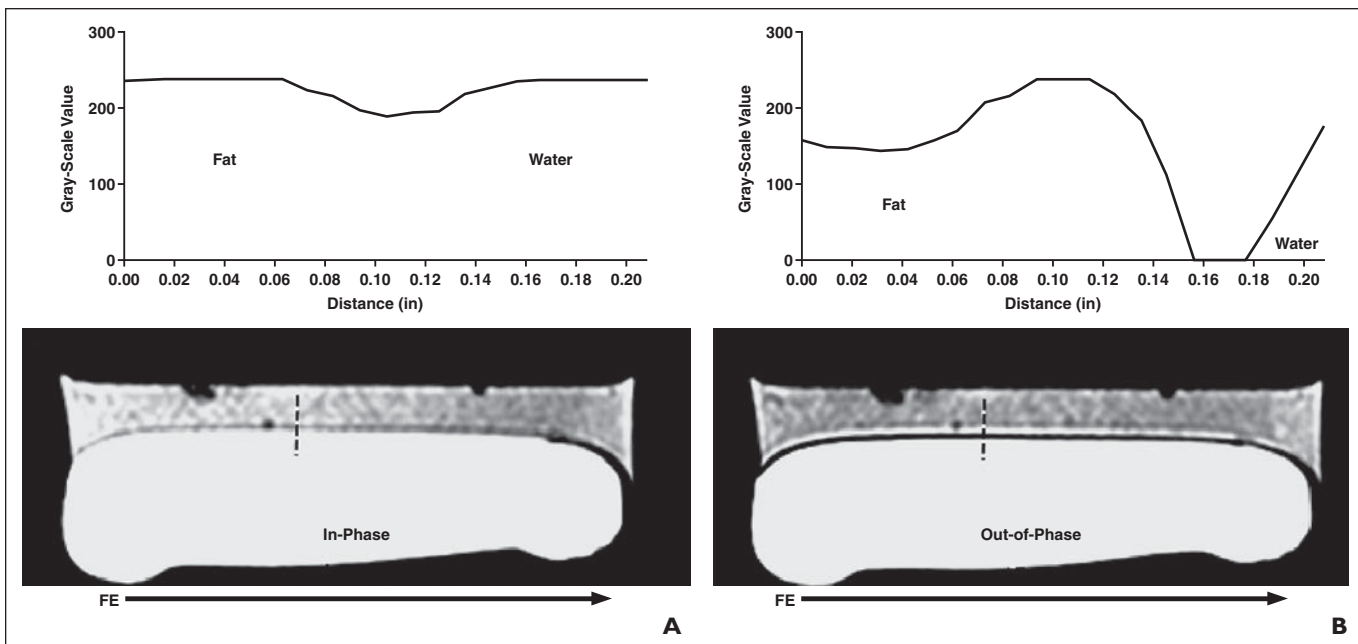 300
200
100
0
Gray-Scale Value
Fat
Water
0.00 0.02 0.04 0.06 0.08 0.10 0.12 0.14 0.16 0.18 0.20
Distance (in)
In-Phase
FE
A
300
200
100
0
Gray-Scale Value
Fat
Water
0.00 0.02 0.04 0.06 0.08 0.10 0.12 0.14 0.16 0.18 0.20
Distance (in)
Out-of-Phase
FE
B